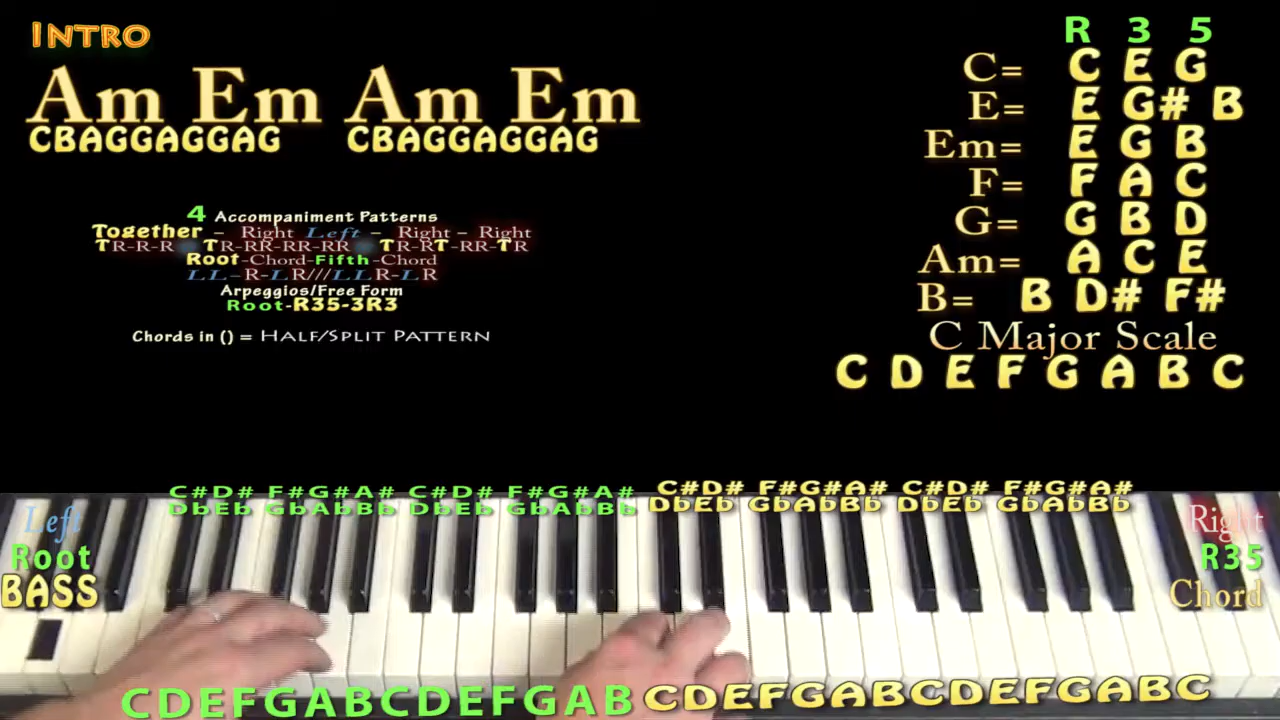 INTRO
Am Em Am Em
CBAGGAGGAG CBAGGAGGAG
4 Accompaniment Patterns
Together - Right Left - Right - Right
TR-R-R TR-RR-RR-RR TR-RT-RR-TR
Root-Chord-Fifth-Chord
LL-R-LR///LLR-LR
Arpeggios/Free Form
Root-R35-3R3
Chords in () = Half/Split Pattern
R 3 5
C= C E G
E= E G# B
Em= E G B
F= F A C
G= G B D
Am= A C E
B= B D# F#
C Major Scale
C D E F G A B C
C#D# F#G#A# C#D# F#G#A# C#D# F#G#A# C#D# F#G#A#
DbEb GbAbBb DbEb GbAbBb DbEb GbAbBb DbEb GbAbBb
Left
Root
BASS
Right
R35
Chord
CDEFGABCDEFGAB CDEFGABCDEFGABC